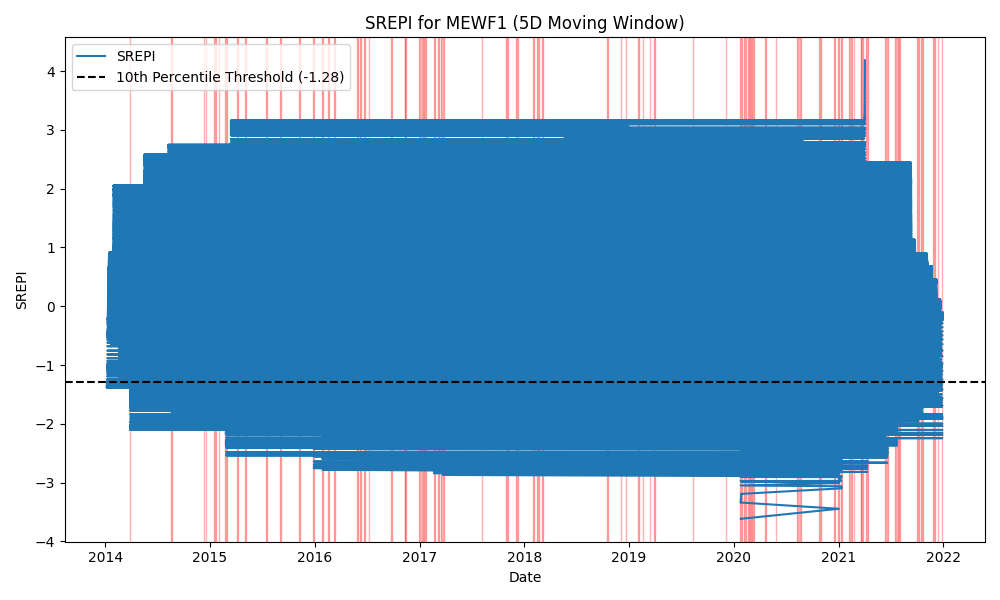 SREPI for MEWF1 (5D Moving Window)
SREPI
10th Percentile Threshold (-1.28)
4
3
2
1
0
−1
−2
−3
−4
SREPI
2014 2015 2016 2017 2018 2019 2020 2021 2022
Date